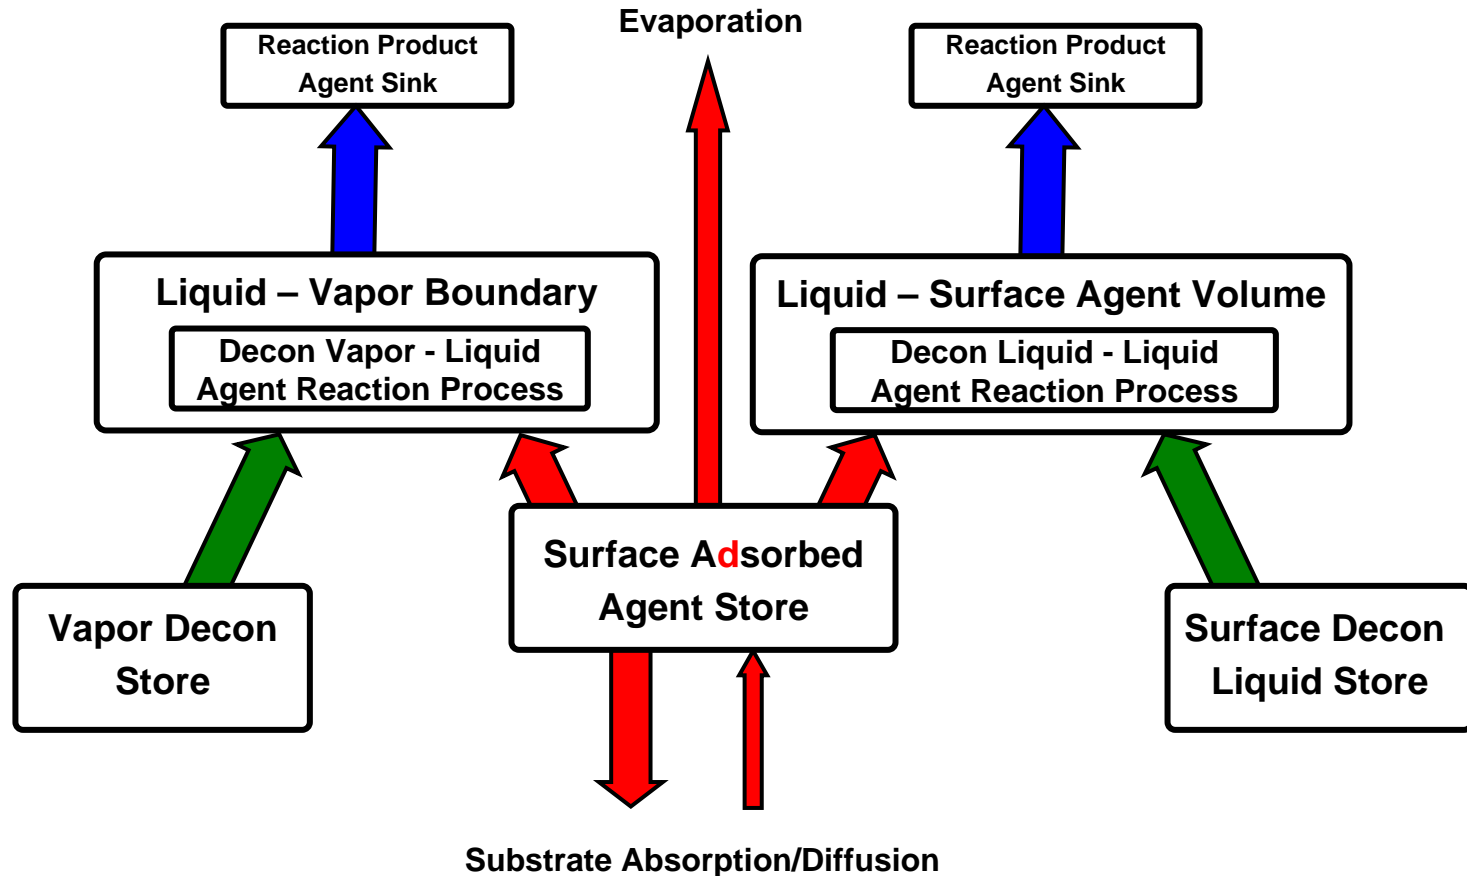 Evaporation
Reaction Product
Agent Sink
Reaction Product
Agent Sink
Liquid – Vapor Boundary
Decon Vapor - Liquid
Agent Reaction Process
Liquid – Surface Agent Volume
Decon Liquid - Liquid
Agent Reaction Process
Surface Adsorbed
Agent Store
Vapor Decon
Store
Surface Decon
Liquid Store
Substrate Absorption/Diffusion